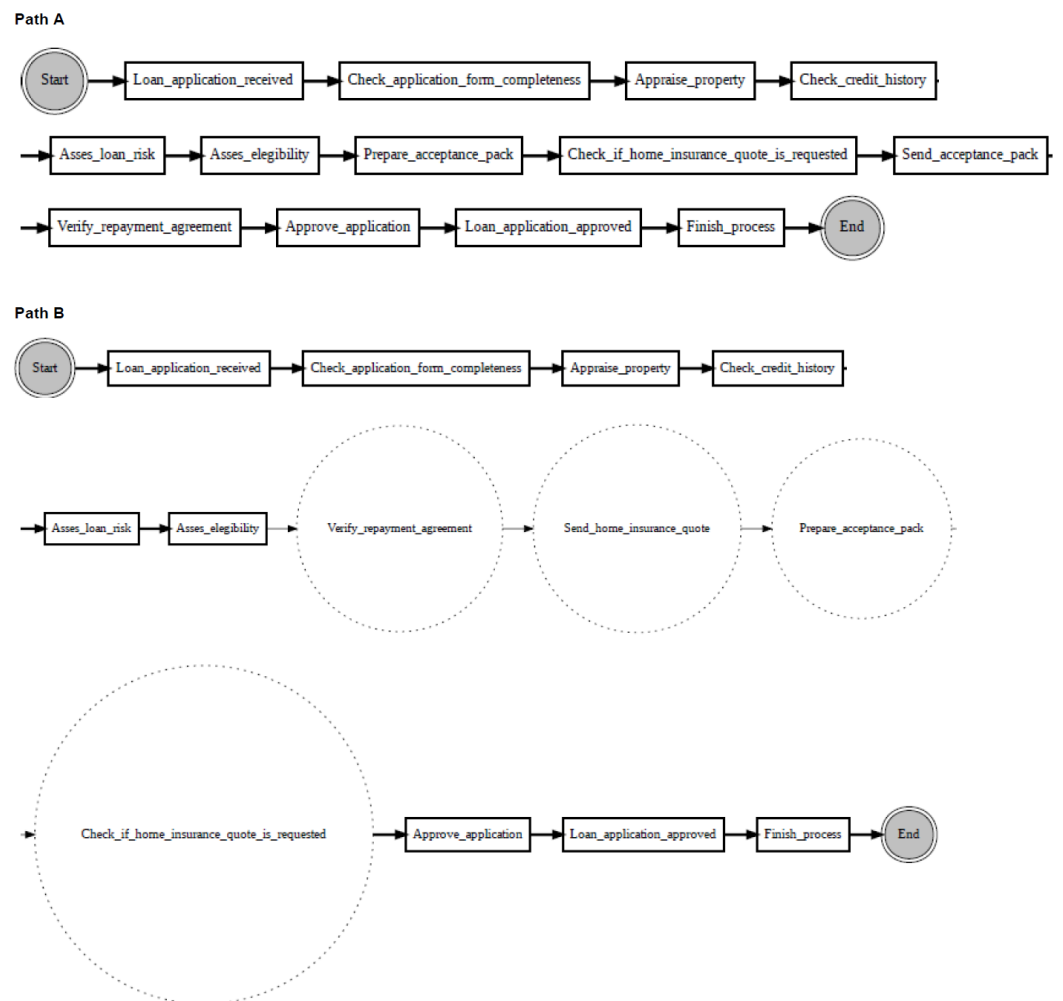 Path A
Start Loan_application_received Check_application_form_completeness Appraise_property Check_credit_history
Asses_loan_risk Asses_elegibility Prepare_acceptance_pack Check_if_home_insurance_quote_is_requested Send_acceptance_pack
Verify_repayment_agreement Approve_application Loan_application_approved Finish_process End
Path B
Start Loan_application_received Check_application_form_completeness Appraise_property Check_credit_history
Asses_loan_risk Asses_elegibility Verify_repayment_agreement Send_home_insurance_quote Prepare_acceptance_pack
Check_if_home_insurance_quote_is_requested Approve_application Loan_application_approved Finish_process End